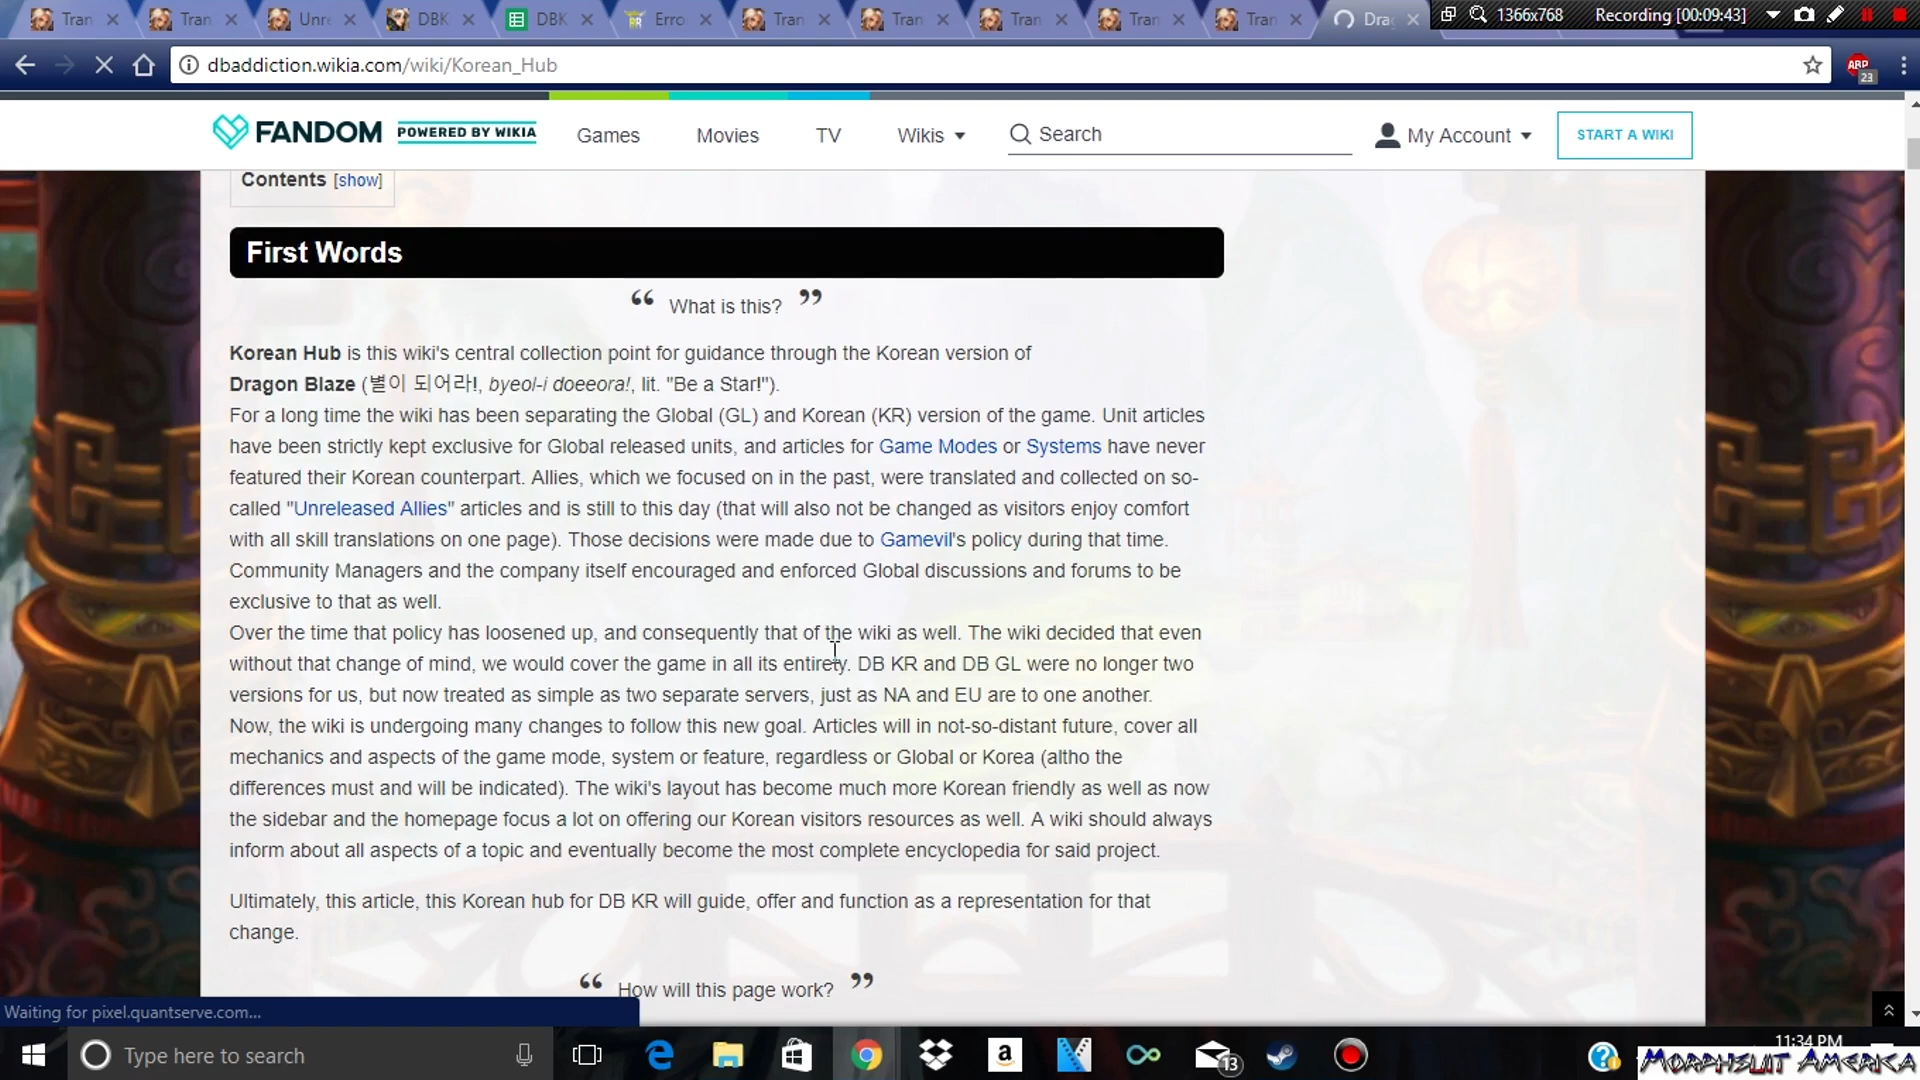 Tran
Tran
Unre
DBK
DBK
Erro
Tran
Tran
Tran
Tran
Tran
Drag
1366x768
Recording [00:09:43]
dbaddiction.wikia.com/wiki/Korean_Hub
ABP
23
FANDOM
POWERED BY WIKIA
Games
Movies
TV
Wikis
Search
My Account
START A WIKI
Contents [show]
First Words
“ What is this? ”
Korean Hub is this wiki's central collection point for guidance through the Korean version of
Dragon Blaze (별이 되어라!, byeol-i doeeora!, lit. "Be a Star!").
For a long time the wiki has been separating the Global (GL) and Korean (KR) version of the game. Unit articles
have been strictly kept exclusive for Global released units, and articles for Game Modes or Systems have never
featured their Korean counterpart. Allies, which we focused on in the past, were translated and collected on so-
called "Unreleased Allies" articles and is still to this day (that will also not be changed as visitors enjoy comfort
with all skill translations on one page). Those decisions were made due to Gamevil's policy during that time.
Community Managers and the company itself encouraged and enforced Global discussions and forums to be
exclusive to that as well.
Over the time that policy has loosened up, and consequently that of the wiki as well. The wiki decided that even
without that change of mind, we would cover the game in all its entirety. DB KR and DB GL were no longer two
versions for us, but now treated as simple as two separate servers, just as NA and EU are to one another.
Now, the wiki is undergoing many changes to follow this new goal. Articles will in not-so-distant future, cover all
mechanics and aspects of the game mode, system or feature, regardless or Global or Korea (altho the
differences must and will be indicated). The wiki's layout has become much more Korean friendly as well as now
the sidebar and the homepage focus a lot on offering our Korean visitors resources as well. A wiki should always
inform about all aspects of a topic and eventually become the most complete encyclopedia for said project.
Ultimately, this article, this Korean hub for DB KR will guide, offer and function as a representation for that
change.
“ How will this page work? ”
Waiting for pixel.quantserve.com...
Type here to search
13
11:34 PM
MORPHSUIT AMERICA